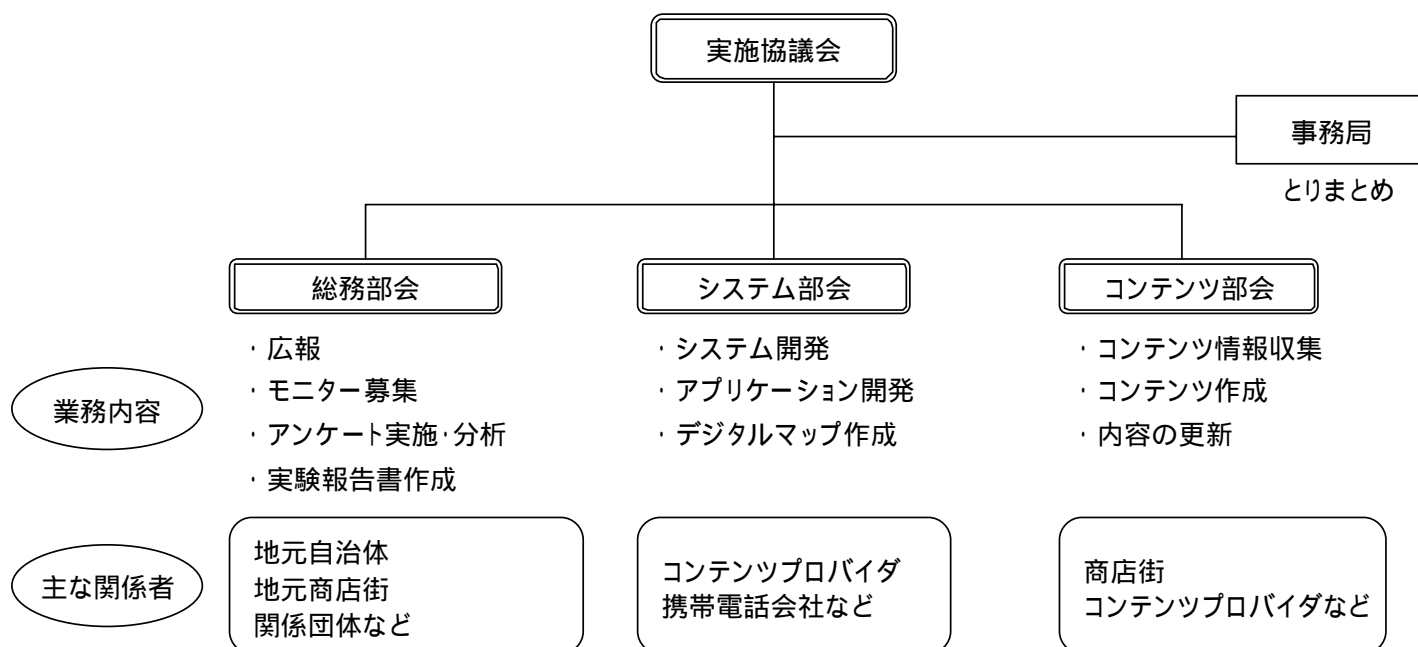 実施協議会
事務局
とりまとめ
総務部会
システム部会
コンテンツ部会
業務内容
・広報
・モニター募集
・アンケート実施・分析
・実験報告書作成
・システム開発
・アプリケーション開発
・デジタルマップ作成
・コンテンツ情報収集
・コンテンツ作成
・内容の更新
主な関係者
地元自治体
地元商店街
関係団体など
コンテンツプロバイダ
携帯電話会社など
商店街
コンテンツプロバイダなど